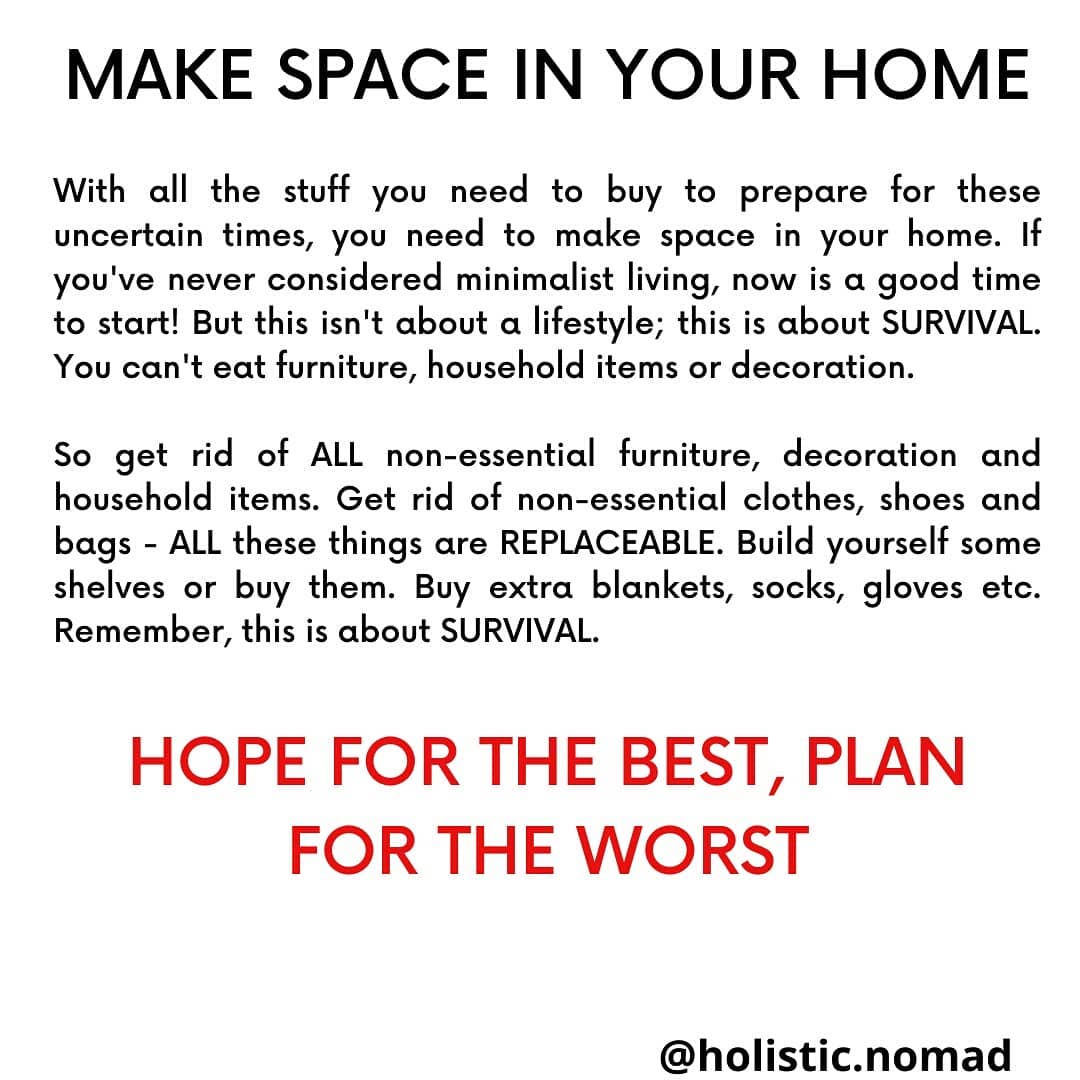 MAKE SPACE IN YOUR HOME
With all the stuff you need to buy to prepare for these
uncertain times, you need to make space in your home. If
you've never considered minimalist living, now is a good time
to start! But this isn't about a lifestyle; this is about SURVIVAL.
You can't eat furniture, household items or decoration.
So get rid of ALL non-essential furniture, decoration and
household items. Get rid of non-essential clothes, shoes and
bags - ALL these things are REPLACEABLE. Build yourself some
shelves or buy them. Buy extra blankets, socks, gloves etc.
Remember, this is about SURVIVAL.
HOPE FOR THE BEST, PLAN
FOR THE WORST
@holistic.nomad